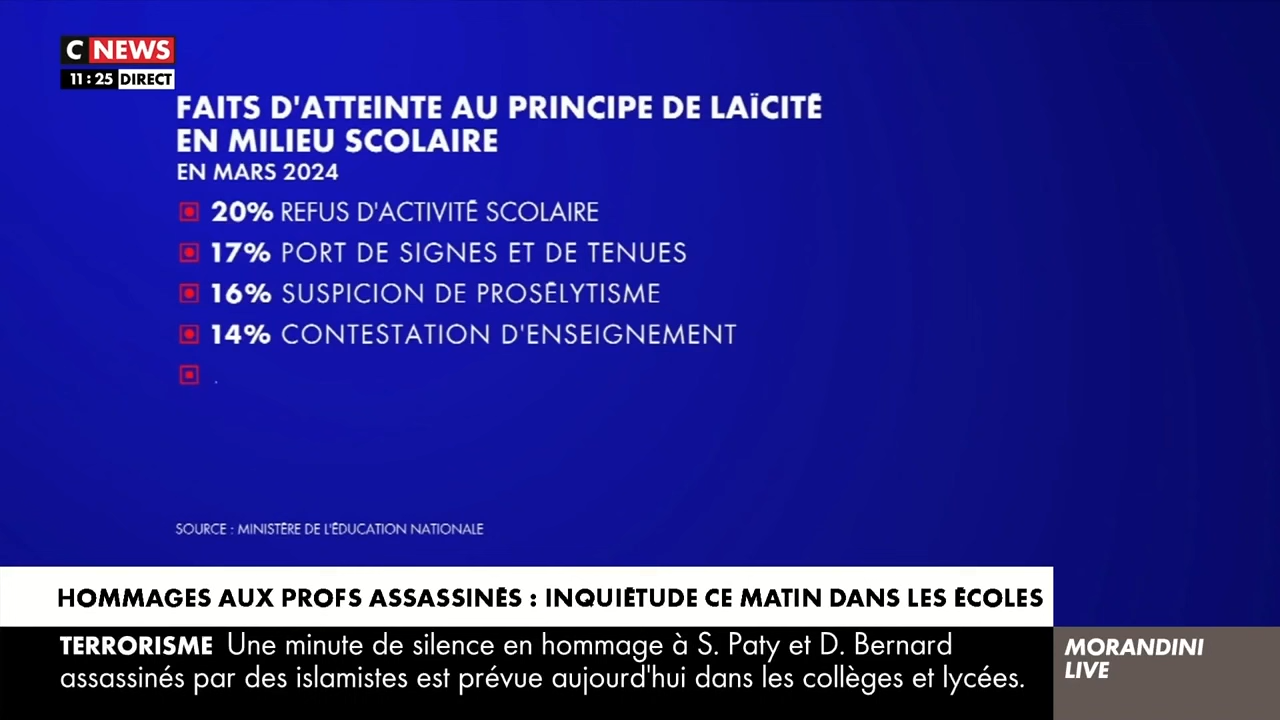 C NEWS
11:25 DIRECT
FAITS D'ATTEINTE AU PRINCIPE DE LAÏCITÉ
EN MILIEU SCOLAIRE
EN MARS 2024
20% REFUS D'ACTIVITÉ SCOLAIRE
17% PORT DE SIGNES ET DE TENUES
16% SUSPICION DE PROSÉLYTISME
14% CONTESTATION D'ENSEIGNEMENT
.
SOURCE : MINISTÈRE DE L'ÉDUCATION NATIONALE
HOMMAGES AUX PROFS ASSASSINÉS : INQUIÉTUDE CE MATIN DANS LES ÉCOLES
TERRORISME Une minute de silence en hommage à S. Paty et D. Bernard
assassinés par des islamistes est prévue aujourd'hui dans les collèges et lycées.
MORANDINI
LIVE